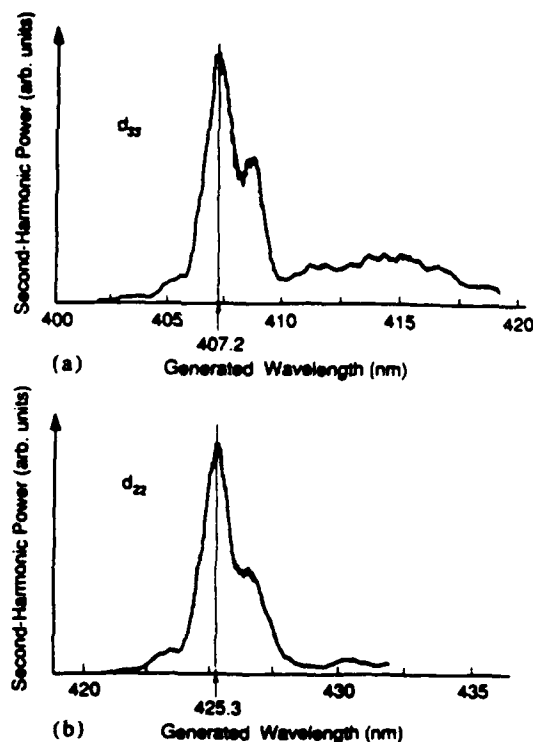 Second-Harmonic Power (arb. units)
d33
400 405 410 415 420
407.2
(a) Generated Wavelength (nm)
Second-Harmonic Power (arb. units)
d22
420 430 435
425.3
(b) Generated Wavelength (nm)